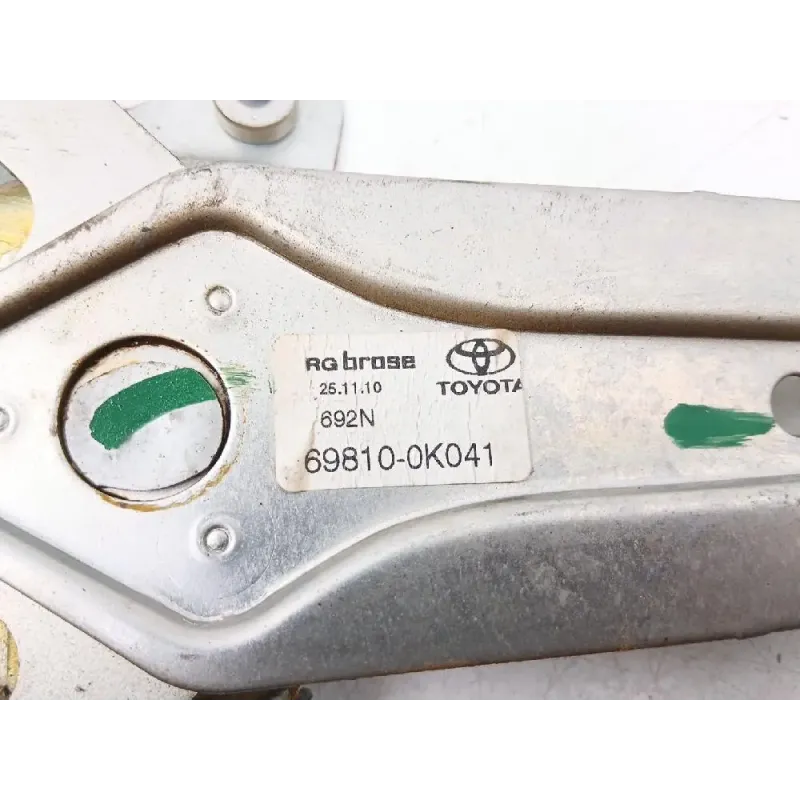 RG brose
TOYOTA
25.11.10
692N
69810-0K041